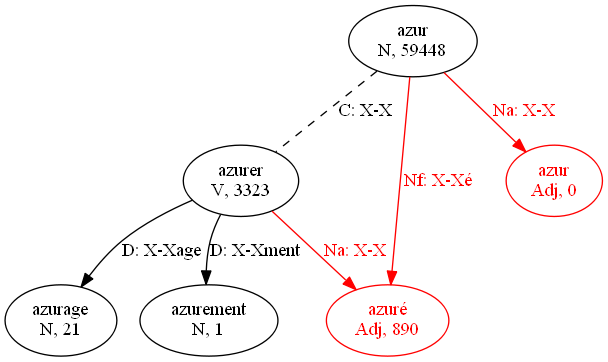 azur
N, 59448
C: X-X
Na: X-X
azurer
V, 3323
Nf: X-Xé
azur
Adj, 0
D: X-Xage
D: X-Xment
Na: X-X
azurage
N, 21
azurement
N, 1
azuré
Adj, 890